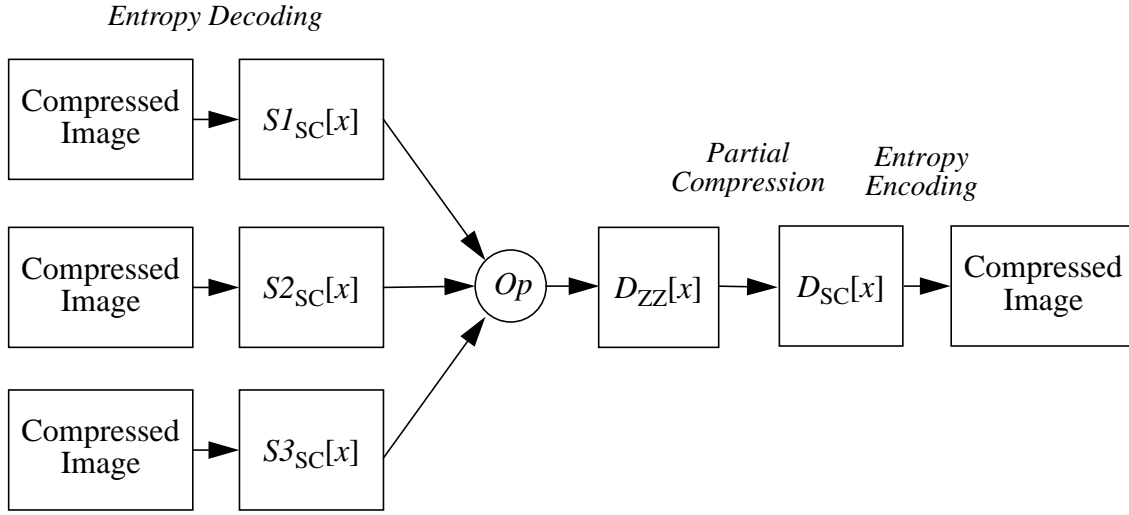 Entropy Decoding
Compressed
Image
S1SC[x]
Partial
Compression
Entropy
Encoding
Compressed
Image
S2SC[x]
Op
DZZ[x]
DSC[x]
Compressed
Image
Compressed
Image
S3SC[x]